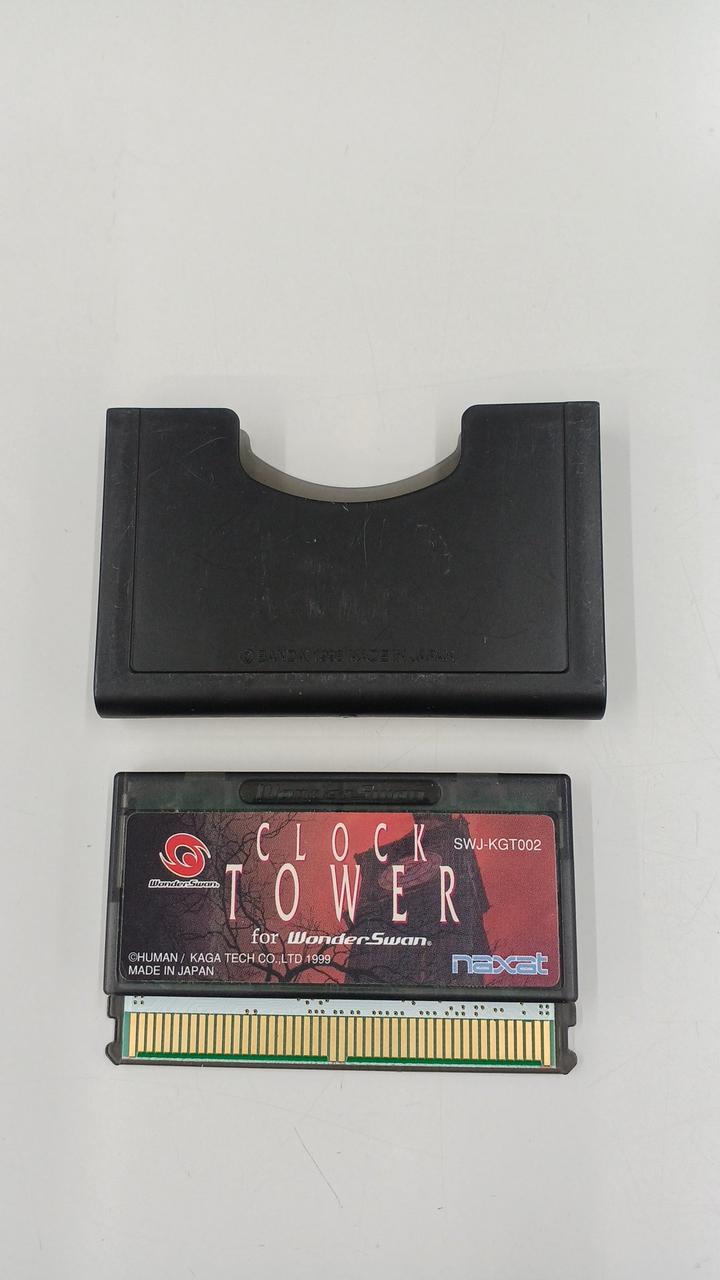 © BANDAI 1999 MADE IN JAPAN
WonderSwan
CLOCK
TOWER
SWJ-KGT002
WonderSwan.
for WonderSwan®
©HUMAN / KAGA TECH CO.,LTD 1999
MADE IN JAPAN
naxat